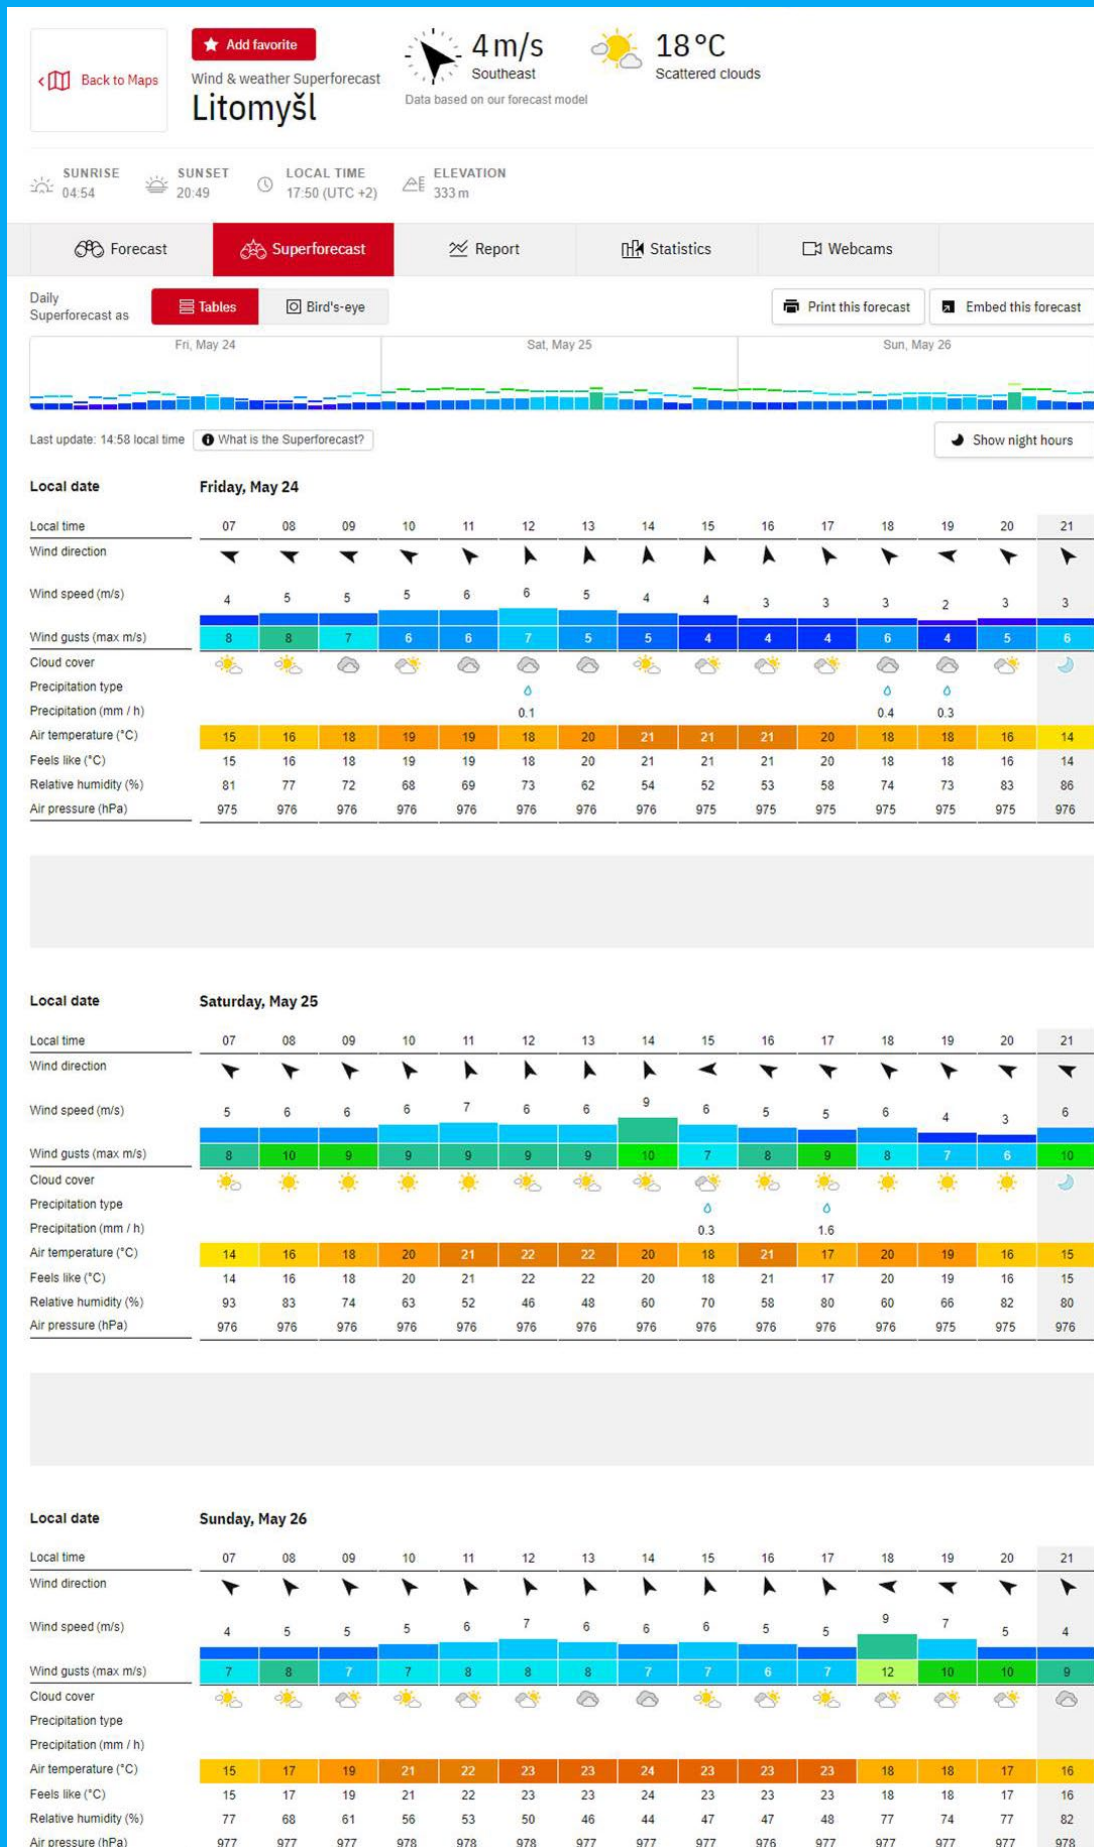 Add favorite
Back to Maps
Wind & weather Superforecast
Litomyšl
4 m/s
Southeast
Data based on our forecast model
18 °C
Scattered clouds
SUNRISE
04:54
SUNSET
20:49
LOCAL TIME
17:50 (UTC +2)
ELEVATION
333 m
Forecast Superforecast Report Statistics Webcams
Daily
Superforecast as
Tables Bird's-eye
Print this forecast Embed this forecast
Fri, May 24 Sat, May 25 Sun, May 26
Last update: 14:58 local time What is the Superforecast? Show night hours
Local date Friday, May 24
Local time 07 08 09 10 11 12 13 14 15 16 17 18 19 20 21
Wind direction
Wind speed (m/s) 4 5 5 5 6 6 5 4 4 3 3 3 2 3 3
Wind gusts (max m/s) 8 8 7 6 6 7 5 5 4 4 4 6 4 5 6
Cloud cover
Precipitation type
Precipitation (mm / h) 0.1 0.4 0.3
Air temperature (°C) 15 16 18 19 19 18 20 21 21 21 20 18 18 16 14
Feels like (°C) 15 16 18 19 19 18 20 21 21 21 20 18 18 16 14
Relative humidity (%) 81 77 72 68 69 73 62 54 52 53 58 74 73 83 86
Air pressure (hPa) 975 976 976 976 976 976 976 976 975 975 975 975 975 975 976
Local date Saturday, May 25
Local time 07 08 09 10 11 12 13 14 15 16 17 18 19 20 21
Wind direction
Wind speed (m/s) 5 6 6 6 7 6 6 9 6 5 5 6 4 3 6
Wind gusts (max m/s) 8 10 9 9 9 9 9 10 7 8 9 8 7 6 10
Cloud cover
Precipitation type
Precipitation (mm / h) 0.3 1.6
Air temperature (°C) 14 16 18 20 21 22 22 20 18 21 17 20 19 16 15
Feels like (°C) 14 16 18 20 21 22 22 20 18 21 17 20 19 16 15
Relative humidity (%) 93 83 74 63 52 46 48 60 70 58 80 60 66 82 80
Air pressure (hPa) 976 976 976 976 976 976 976 976 976 976 976 976 975 975 976
Local date Sunday, May 26
Local time 07 08 09 10 11 12 13 14 15 16 17 18 19 20 21
Wind direction
Wind speed (m/s) 4 5 5 5 6 7 6 6 6 5 5 9 7 5 4
Wind gusts (max m/s) 7 8 7 7 8 8 8 7 7 6 7 12 10 10 9
Cloud cover
Precipitation type
Precipitation (mm / h)
Air temperature (°C) 15 17 19 21 22 23 23 24 23 23 23 18 18 17 16
Feels like (°C) 15 17 19 21 22 23 23 24 23 23 23 18 18 17 16
Relative humidity (%) 77 68 61 56 53 50 46 44 47 47 48 77 74 77 82
Air pressure (hPa) 977 977 977 978 978 978 977 977 977 976 977 977 977 977 978